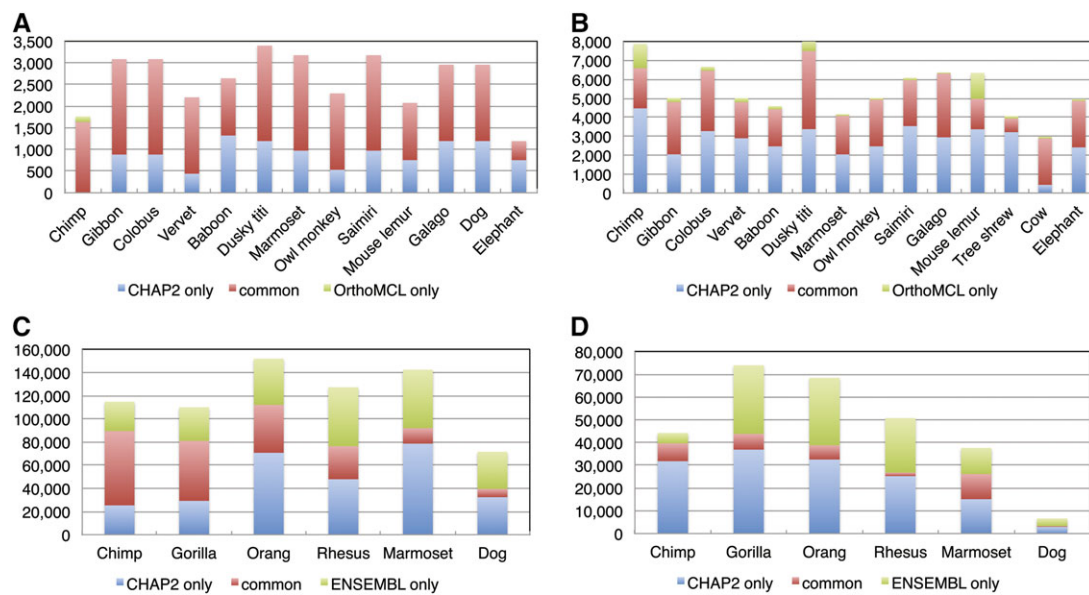 A
3,500
3,000
2,500
2,000
1,500
1,000
500
0
Chimp
Gibbon
Colobus
Vervet
Baboon
Dusky titi
Marmoset
Owl monkey
Saimiri
Mouse lemur
Galago
Dog
Elephant
CHAP2 only
common
OrthoMCL only
B
8,000
7,000
6,000
5,000
4,000
3,000
2,000
1,000
0
Chimp
Gibbon
Colobus
Vervet
Baboon
Dusky titi
Marmoset
Owl monkey
Saimiri
Galago
Mouse lemur
Tree shrew
Cow
Elephant
CHAP2 only
common
OrthoMCL only
C
160,000
140,000
120,000
100,000
80,000
60,000
40,000
20,000
0
Chimp Gorilla Orang Rhesus Marmoset Dog
CHAP2 only
common
ENSEMBL only
D
80,000
70,000
60,000
50,000
40,000
30,000
20,000
10,000
0
Chimp Gorilla Orang Rhesus Marmoset Dog
CHAP2 only
common
ENSEMBL only